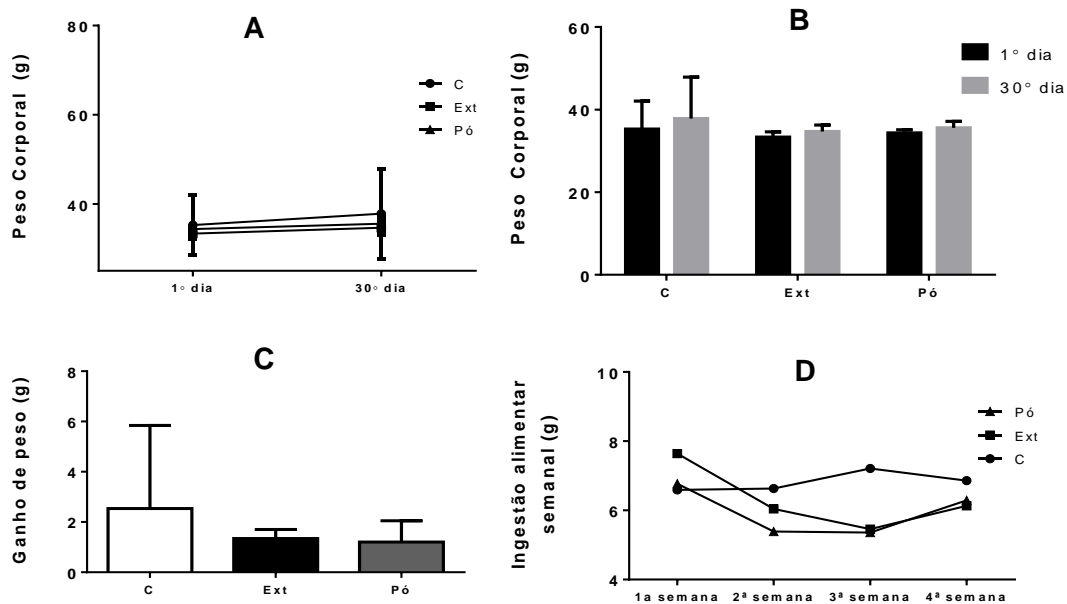 A
Peso Corporal (g)
80
60
40
C
Ext
Pó
1° dia
30° dia
B
Peso Corporal (g)
60
40
20
0
1° dia
30° dia
C
Ext
Pó
C
Ganho de peso (g)
8
6
4
2
0
C
Ext
Pó
D
Ingestão alimentar
semanal (g)
10
8
6
4
Pó
Ext
C
1a semana
2ª semana
3ª semana
4ª semana